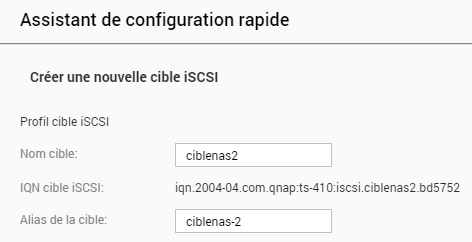 Assistant de configuration rapide
Créer une nouvelle cible iSCSI
Profil cible iSCSI
Nom cible: ciblenas2
IQN cible iSCSI: iqn.2004-04.com.qnap:ts-410:iscsi.ciblenas2.bd5752
Alias de la cible: ciblenas-2